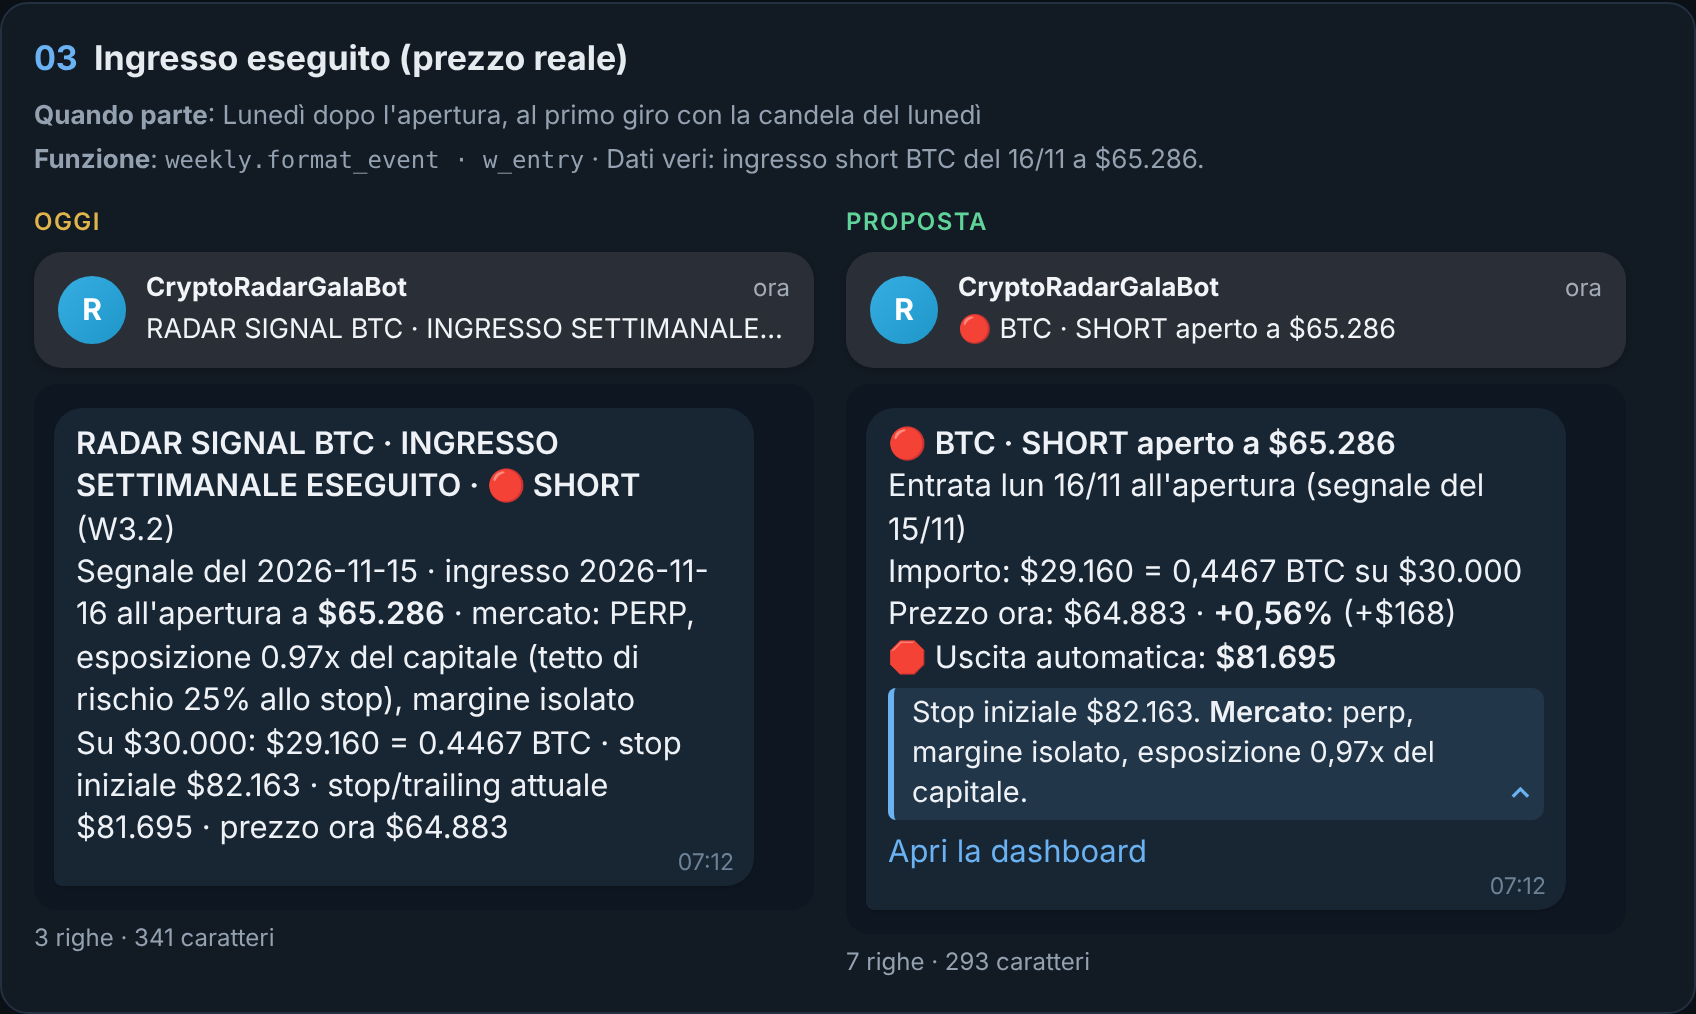 03 Ingresso eseguito (prezzo reale)
Quando parte: Lunedì dopo l'apertura, al primo giro con la candela del lunedì
Funzione: weekly.format_event · w_entry · Dati veri: ingresso short BTC del 16/11 a $65.286.
OGGI
R
CryptoRadarGalaBot
ora
RADAR SIGNAL BTC · INGRESSO SETTIMANALE...
RADAR SIGNAL BTC · INGRESSO
SETTIMANALE ESEGUITO · 🔴 SHORT
(W3.2)
Segnale del 2026-11-15 · ingresso 2026-11-
16 all'apertura a $65.286 · mercato: PERP,
esposizione 0.97x del capitale (tetto di
rischio 25% allo stop), margine isolato
Su $30.000: $29.160 = 0.4467 BTC · stop
iniziale $82.163 · stop/trailing attuale
$81.695 · prezzo ora $64.883
07:12
3 righe · 341 caratteri
PROPOSTA
R
CryptoRadarGalaBot
ora
🔴 BTC · SHORT aperto a $65.286
🔴 BTC · SHORT aperto a $65.286
Entrata lun 16/11 all'apertura (segnale del
15/11)
Importo: $29.160 = 0,4467 BTC su $30.000
Prezzo ora: $64.883 · +0,56% (+$168)
🛑 Uscita automatica: $81.695
Stop iniziale $82.163. Mercato: perp,
margine isolato, esposizione 0,97x del
capitale.
Apri la dashboard
07:12
7 righe · 293 caratteri